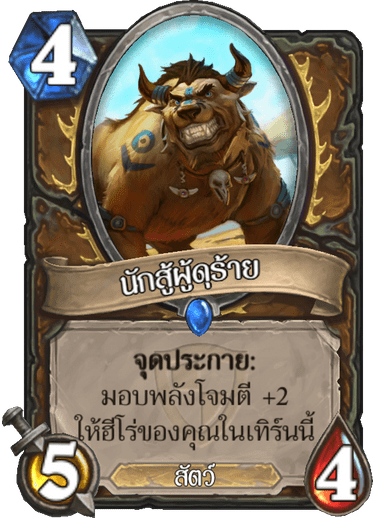 4
นักสู้ผู้ดุร้าย
จุดประกาย:
มอบพลังโจมตี +2
ให้ฮีโร่ของคุณในเทิร์นนี้
5
สัตว์
4